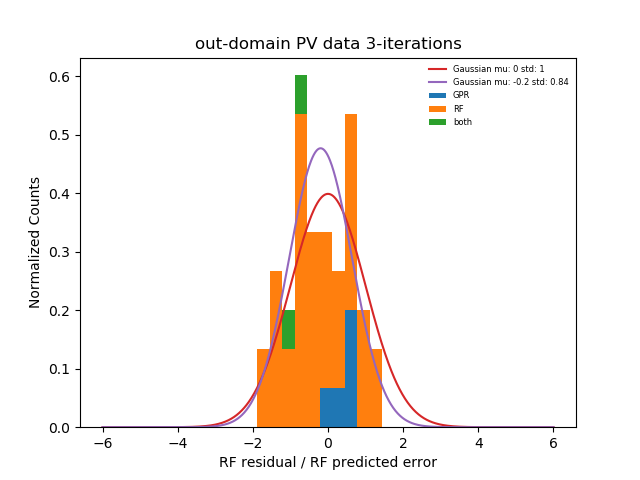 out-domain PV data 3-iterations
Gaussian mu: 0 std: 1
Gaussian mu: -0.2 std: 0.84
GPR
RF
both
Normalized Counts
0.6
0.5
0.4
0.3
0.2
0.1
0.0
−6 −4 −2 0 2 4 6
RF residual / RF predicted error